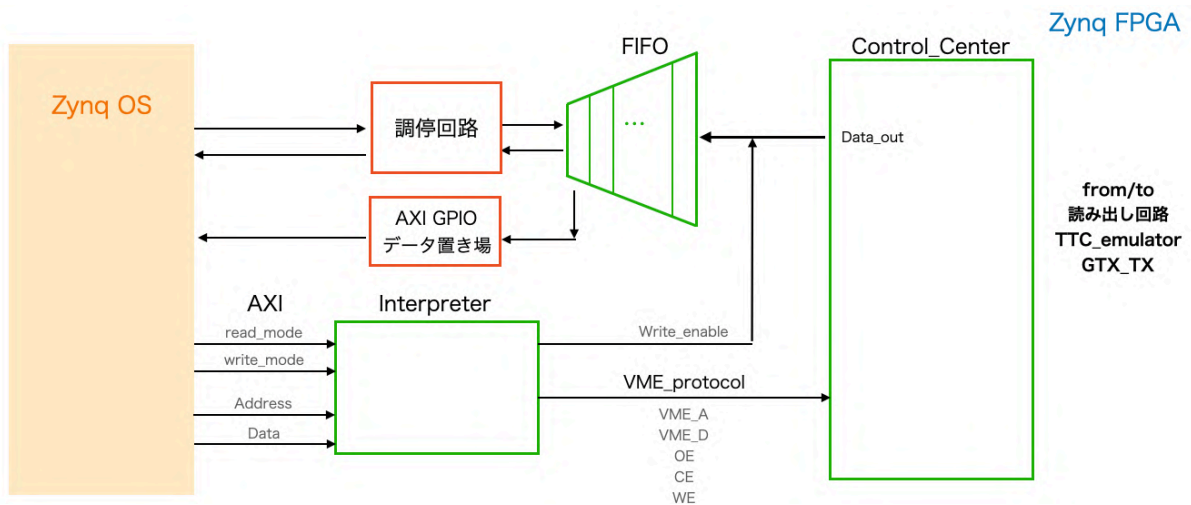 Zynq FPGA
FIFO
Control_Center
Zynq OS
調停回路
...
Data_out
from/to
読み出し回路
TTC_emulator
GTX_TX
AXI GPIO
データ置き場
AXI
Interpreter
read_mode
Write_enable
write_mode
VME_protocol
Address
VME_A
Data
VME_D
OE
CE
WE